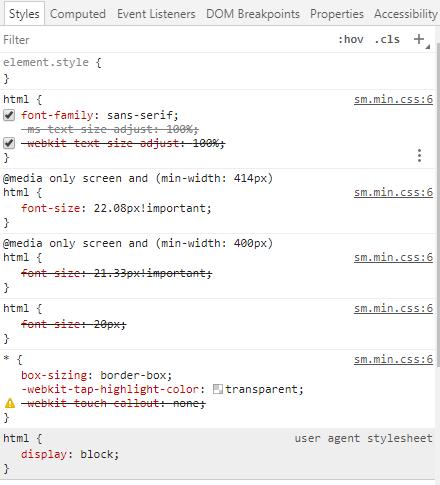 Styles Computed Event Listeners DOM Breakpoints Properties Accessibility
Filter :hov .cls +
element.style {
}
html { sm.min.css:6
font-family: sans-serif;
-ms-text-size-adjust: 100%;
-webkit-text-size-adjust: 100%;
}
@media only screen and (min-width: 414px)
html { sm.min.css:6
font-size: 22.08px!important;
}
@media only screen and (min-width: 400px)
html { sm.min.css:6
font-size: 21.33px!important;
}
html { sm.min.css:6
font-size: 20px;
}
* { sm.min.css:6
box-sizing: border-box;
-webkit-tap-highlight-color: transparent;
-webkit-touch-callout: none;
}
html { user agent stylesheet
display: block;
}